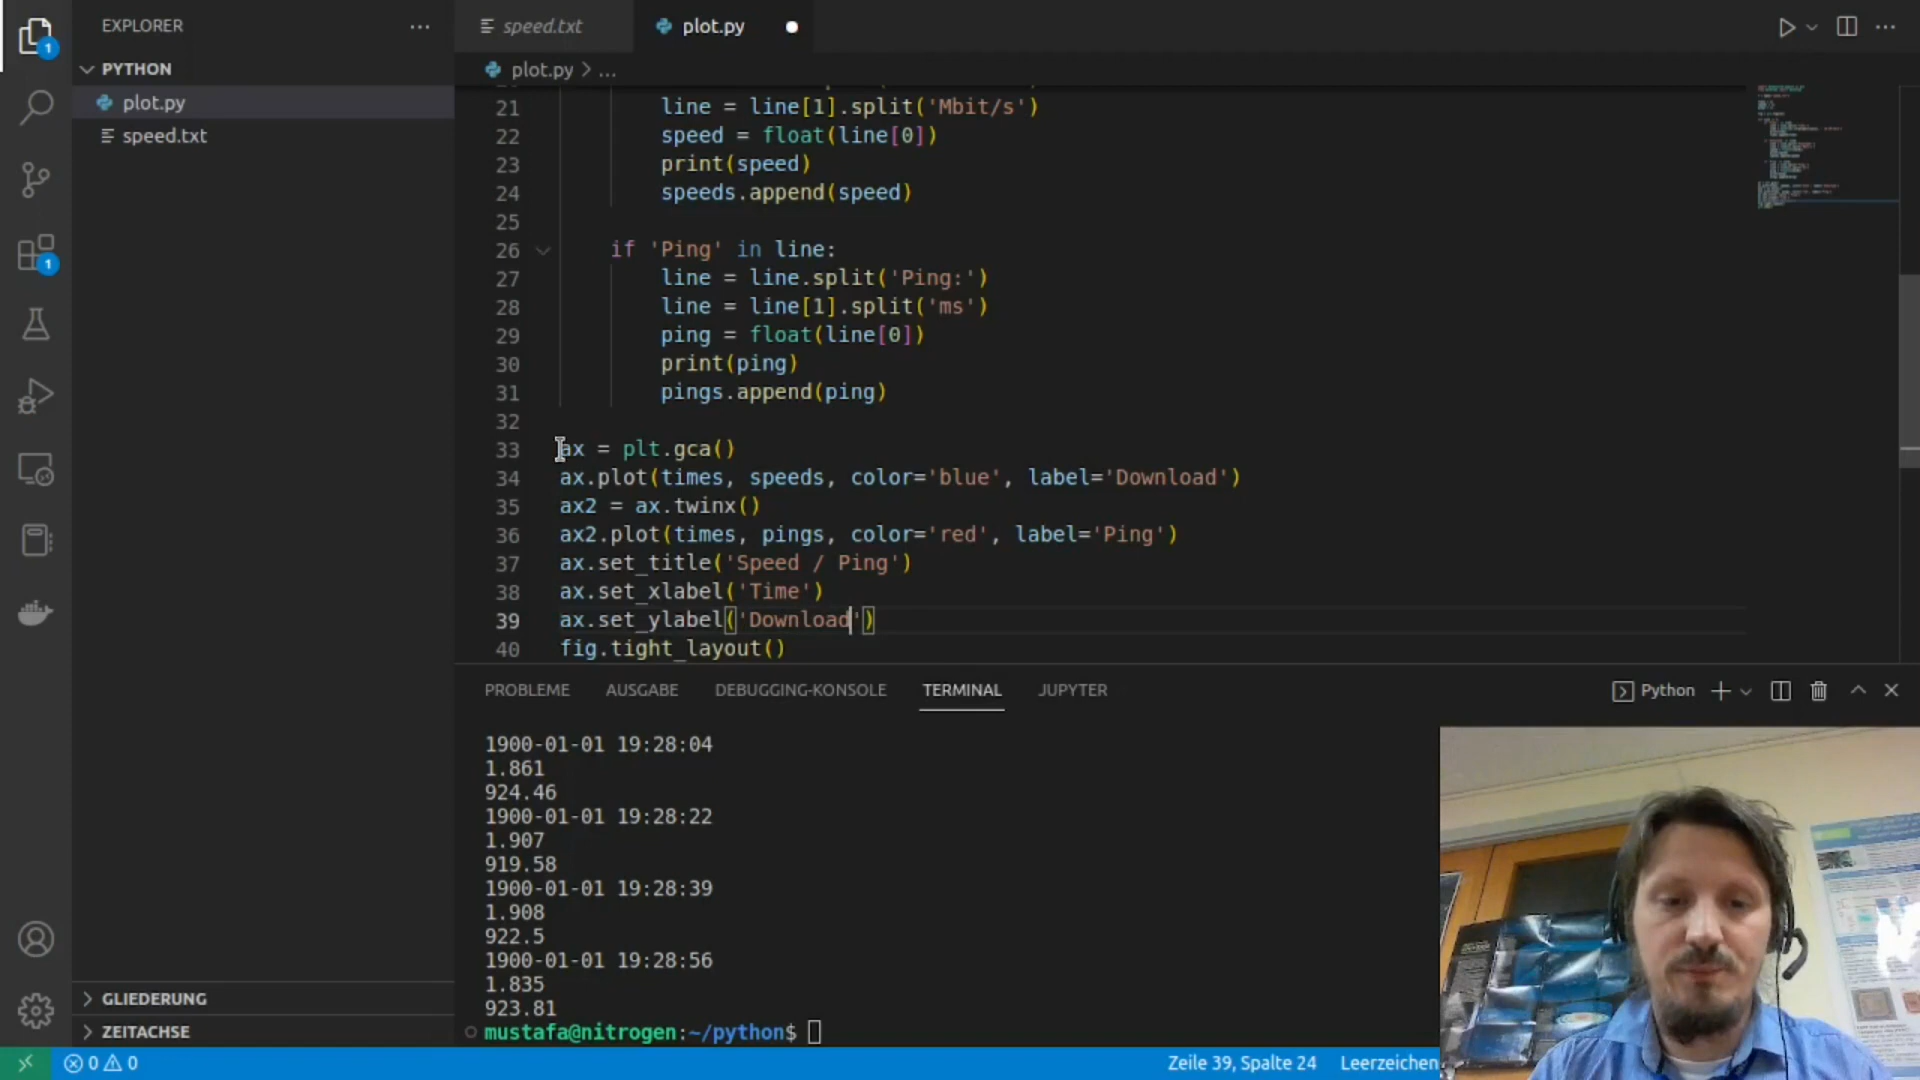 EXPLORER
speed.txt
plot.py
PYTHON
plot.py
speed.txt
plot.py > ...
21 line = line[1].split('Mbit/s')
22 speed = float(line[0])
23 print(speed)
24 speeds.append(speed)
25
26 if 'Ping' in line:
27 line = line.split('Ping:')
28 line = line[1].split('ms')
29 ping = float(line[0])
30 print(ping)
31 pings.append(ping)
32
33 ax = plt.gca()
34 ax.plot(times, speeds, color='blue', label='Download')
35 ax2 = ax.twinx()
36 ax2.plot(times, pings, color='red', label='Ping')
37 ax.set_title('Speed / Ping')
38 ax.set_xlabel('Time')
39 ax.set_ylabel('Download')
40 fig.tight_layout()
PROBLEME AUSGABE DEBUGGING-KONSOLE TERMINAL JUPYTER
Python
1900-01-01 19:28:04
1.861
924.46
1900-01-01 19:28:22
1.907
919.58
1900-01-01 19:28:39
1.908
922.5
1900-01-01 19:28:56
1.835
923.81
mustafa@nitrogen:~/python$
GLIEDERUNG
ZEITACHSE
1
1
0 0
Zeile 39, Spalte 24
Leerzeichen